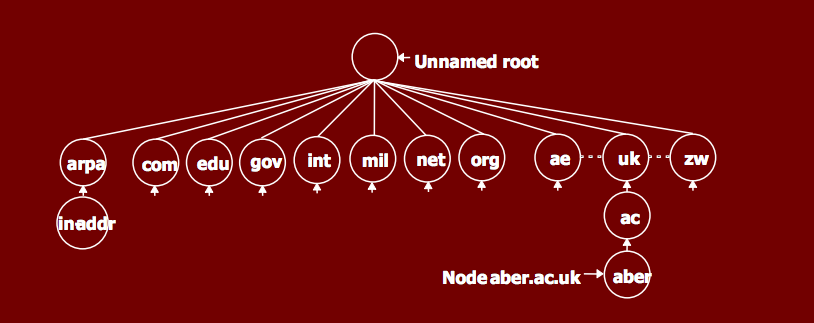 Unnamed root
arpa com edu gov int mil net org ae uk zw
in-addr ac
Node aber.ac.uk aber